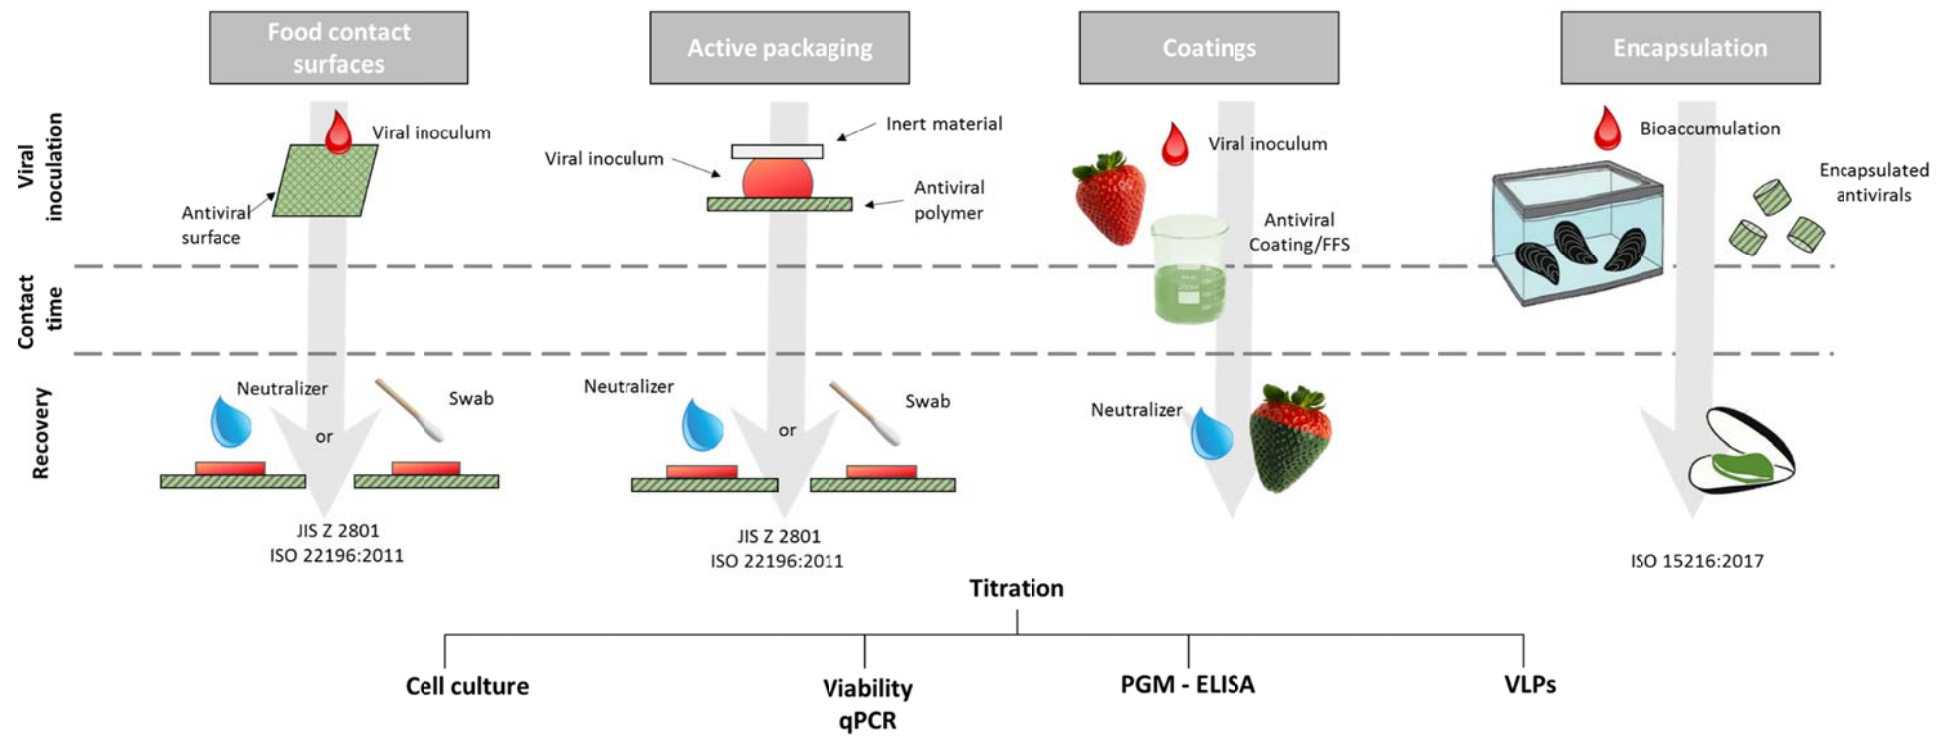 Food contact
surfaces
Active packaging
Coatings
Encapsulation
Viral
inoculation
Viral inoculum
Antiviral
surface
Viral inoculum
Inert material
Antiviral
polymer
Viral inoculum
Antiviral
Coating/FFS
Bioaccumulation
Encapsulated
antivirals
Contact
time
Recovery
Neutralizer
or
Swab
Neutralizer
or
Swab
Neutralizer
JIS Z 2801
ISO 22196:2011
JIS Z 2801
ISO 22196:2011
ISO 15216:2017
Titration
Cell culture
Viability
qPCR
PGM - ELISA
VLPs